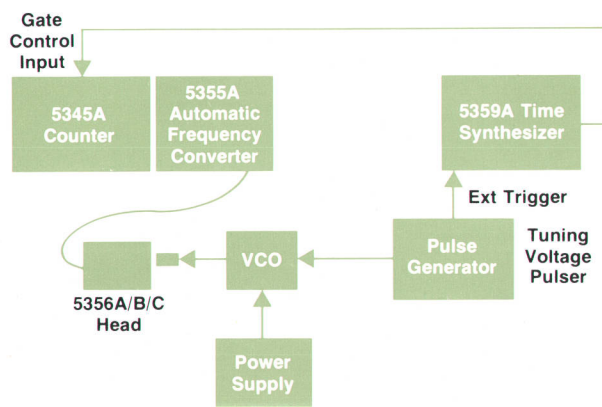 Gate
Control
Input
5345A
Counter
5355A
Automatic
Frequency
Converter
5359A Time
Synthesizer
Ext Trigger
5356A/B/C
Head
VCO
Pulse
Generator
Tuning
Voltage
Pulser
Power
Supply